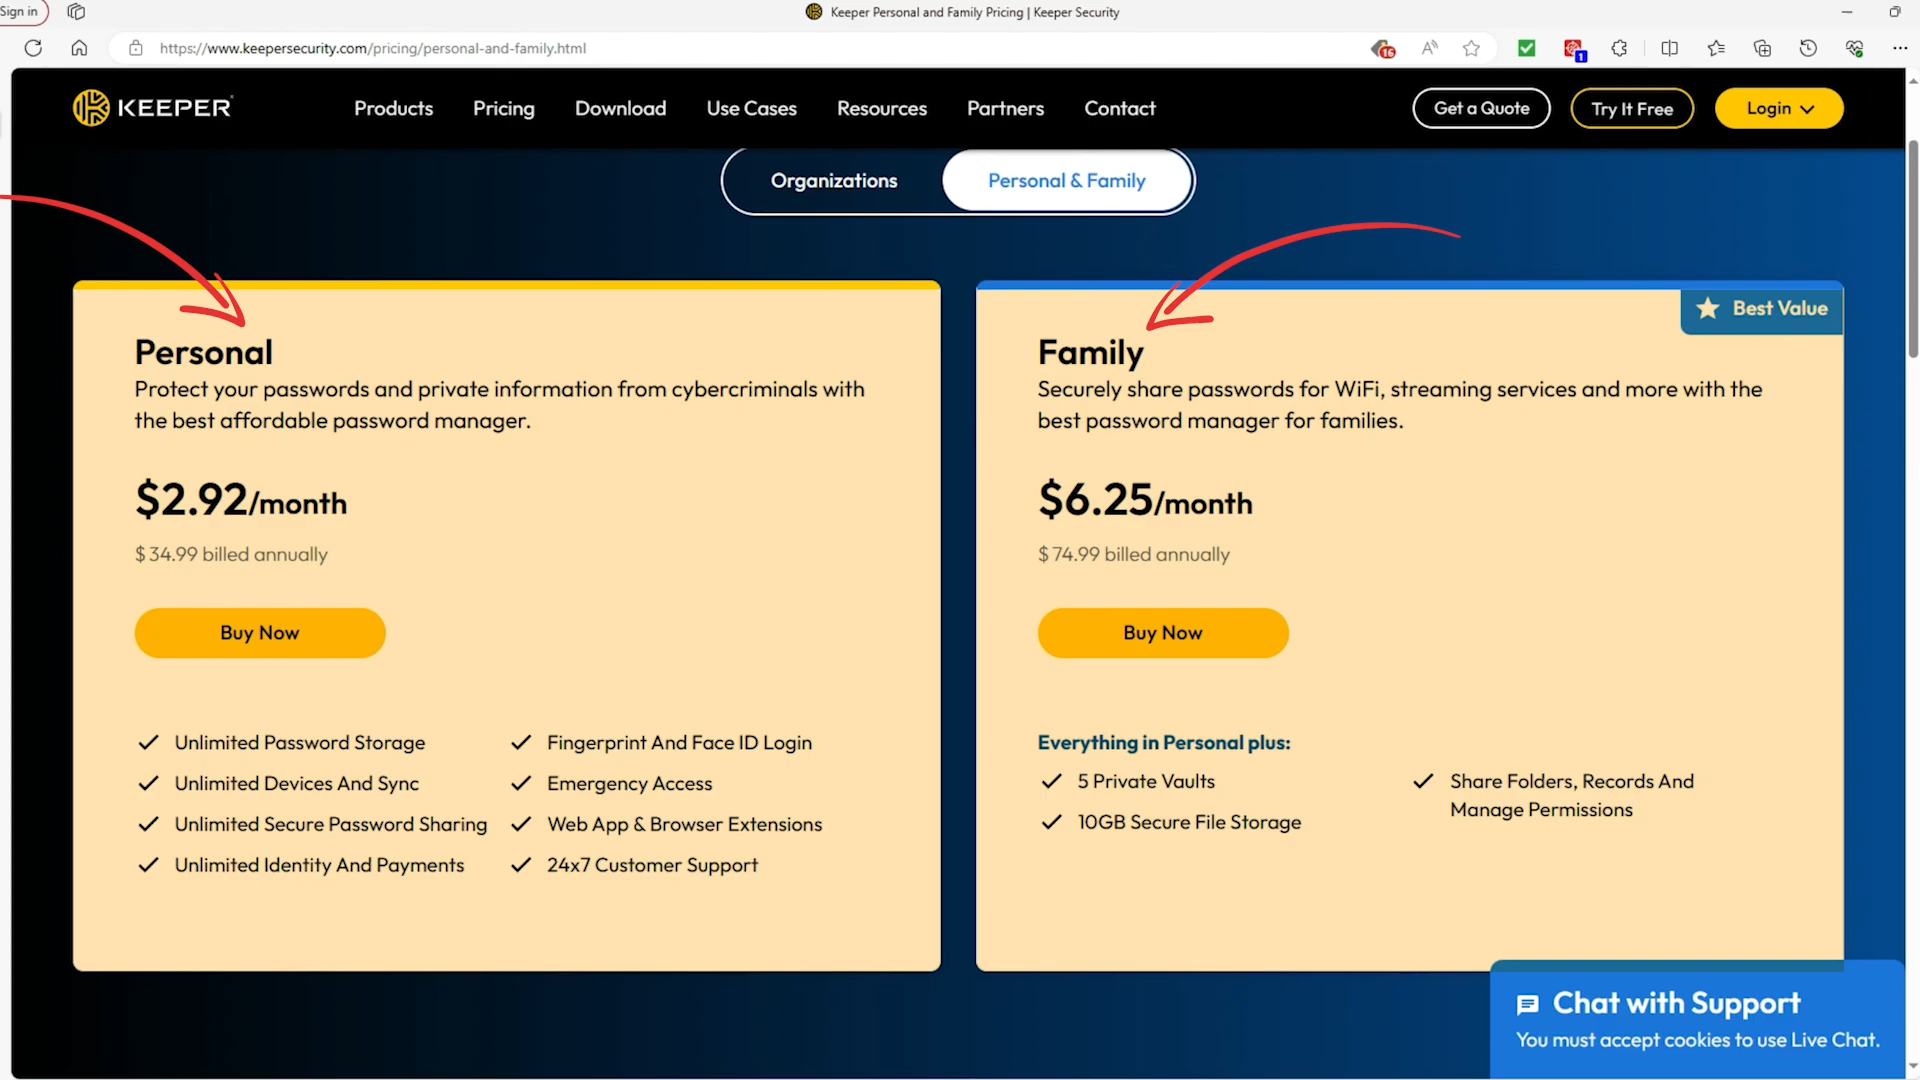 Sign in
Keeper Personal and Family Pricing | Keeper Security
https://www.keepersecurity.com/pricing/personal-and-family.html
16
A
1
KEEPER
Products
Pricing
Download
Use Cases
Resources
Partners
Contact
Get a Quote
Try It Free
Login
Organizations
Personal & Family
Personal
Protect your passwords and private information from cybercriminals with
the best affordable password manager.
$2.92/month
$ 34.99 billed annually
Buy Now
Unlimited Password Storage
Unlimited Devices And Sync
Unlimited Secure Password Sharing
Unlimited Identity And Payments
Fingerprint And Face ID Login
Emergency Access
Web App & Browser Extensions
24x7 Customer Support
Best Value
Family
Securely share passwords for WiFi, streaming services and more with the
best password manager for families.
$6.25/month
$ 74.99 billed annually
Buy Now
Everything in Personal plus:
5 Private Vaults
10GB Secure File Storage
Share Folders, Records And
Manage Permissions
Chat with Support
You must accept cookies to use Live Chat.